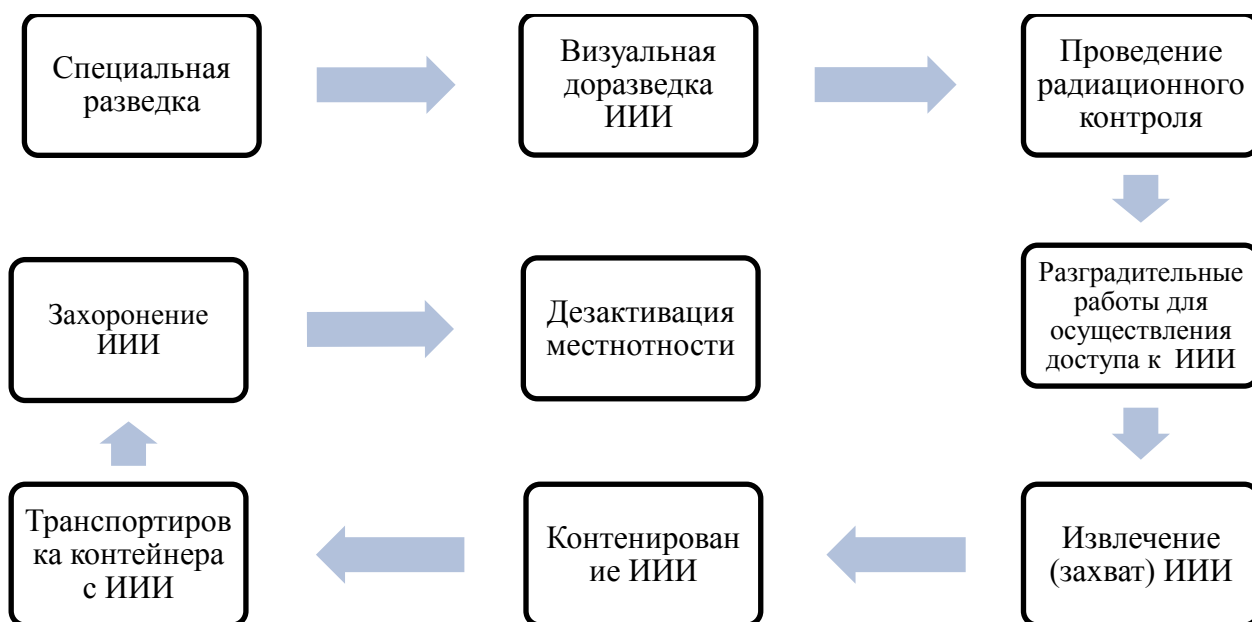 Специальная
разведка
Визуальная
доразведка
ИИИ
Проведение
радиационного
контроля
Разградительные
работы для
осуществления
доступа к ИИИ
Извлечение
(захват) ИИИ
Контенирован
ие ИИИ
Транспортиров
ка контейнера
с ИИИ
Захоронение
ИИИ
Дезактивация
местнотности